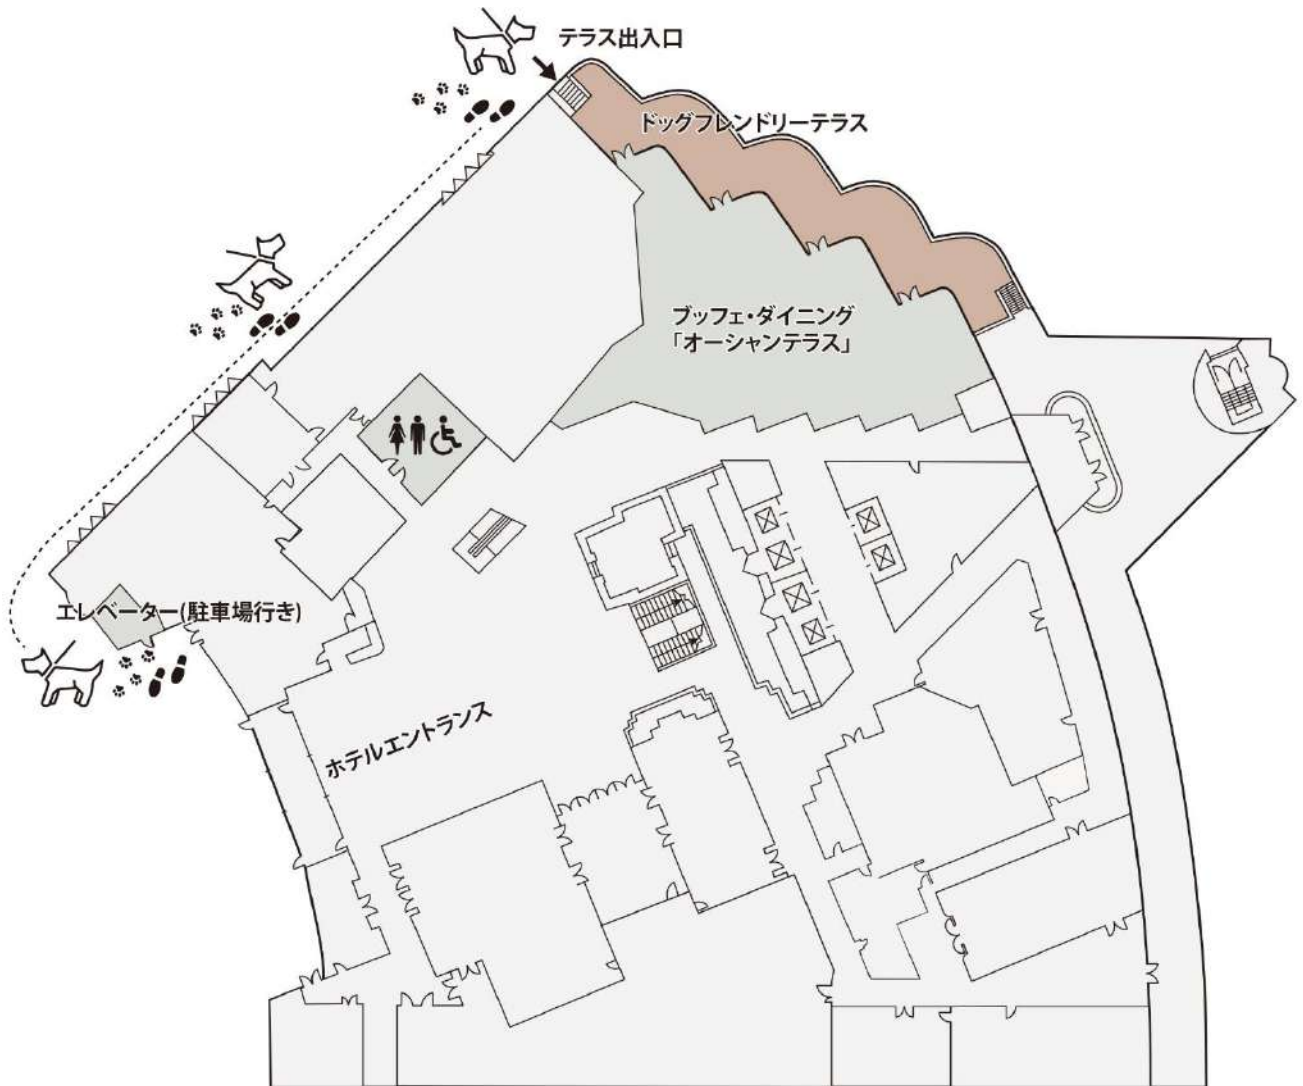 テラス出入口
ドッグフレンドリーテラス
ブッフェ・ダイニング
「オーシャンテラス」
エレベーター(駐車場行き)
ホテルエントランス